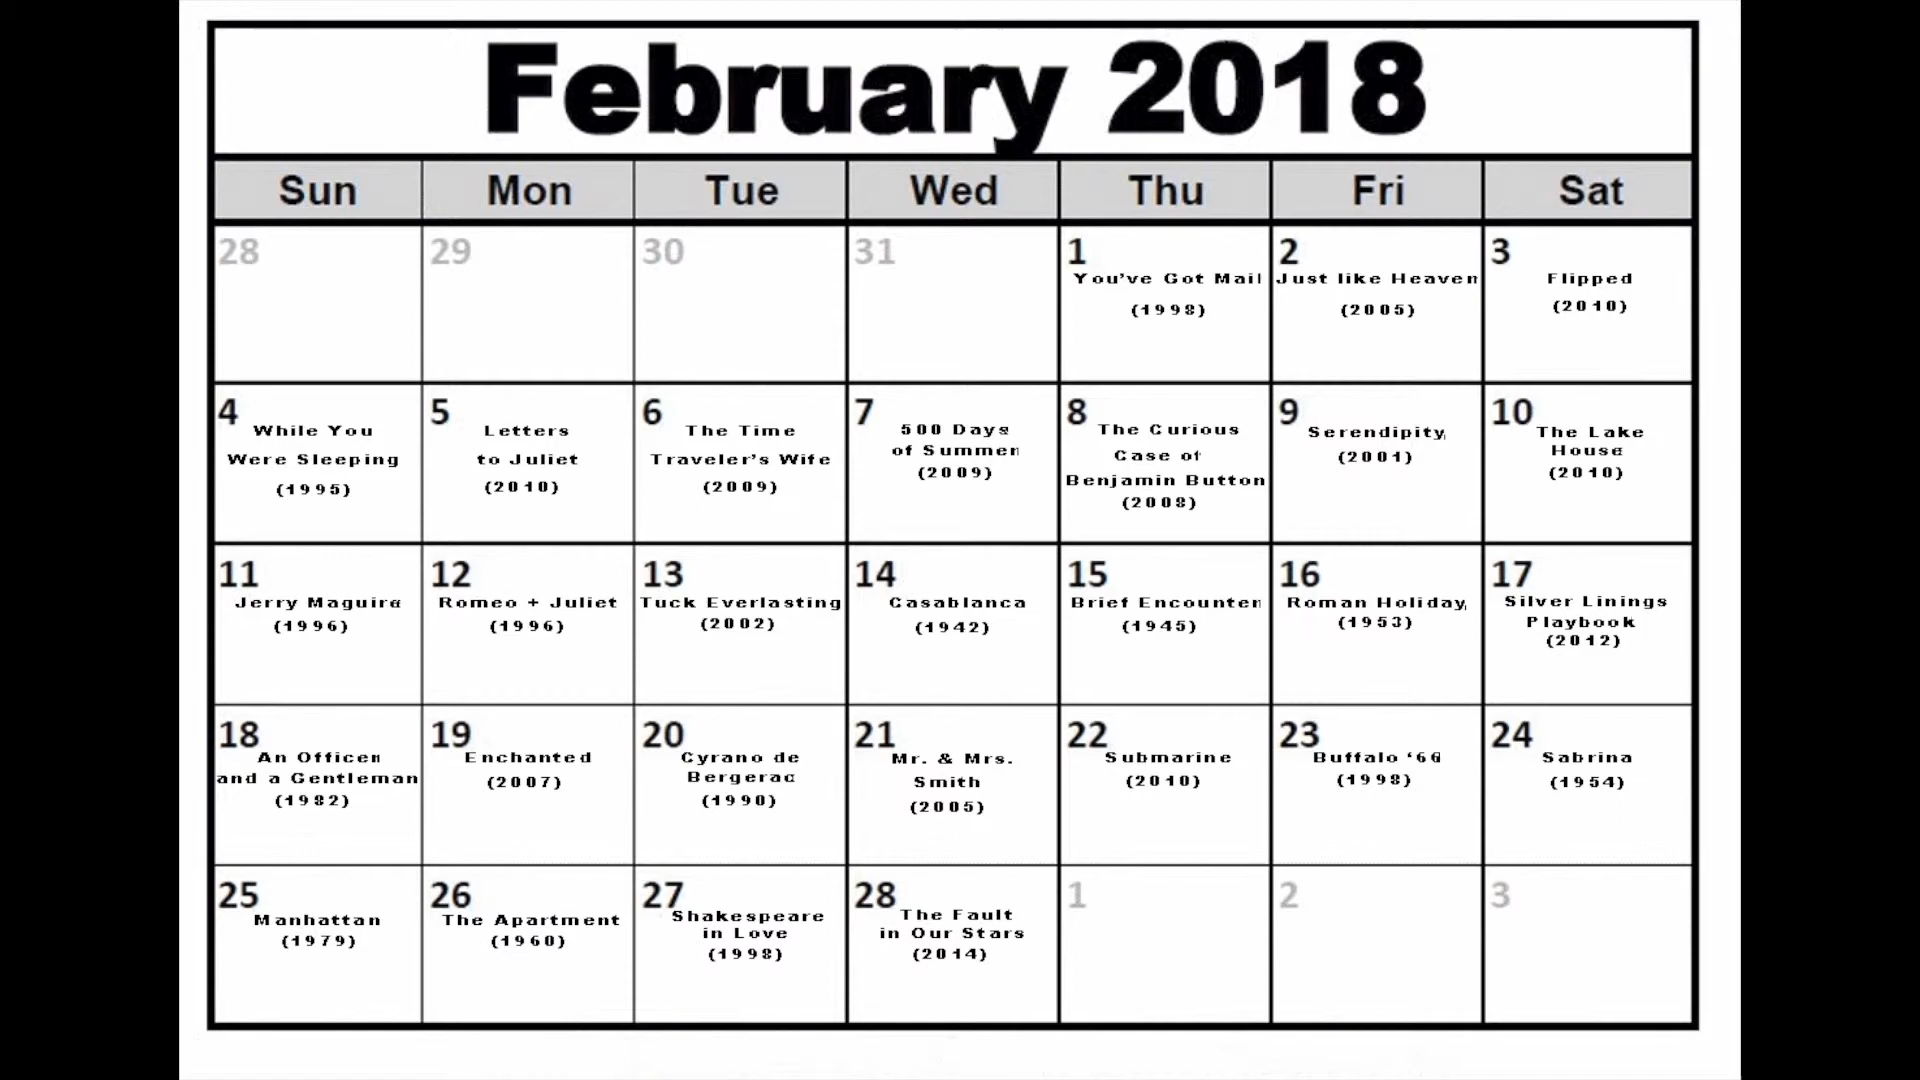 February 2018
Sun Mon Tue Wed Thu Fri Sat
28 29 30 31 1 2 3
You've Got Mail
(1998)
Just like Heaven
(2005)
Flipped
(2010)
4 5 6 7 8 9 10
While You
Were Sleeping
(1995)
Letters
to Juliet
(2010)
The Time
Traveler's Wife
(2009)
500 Days
of Summer
(2009)
The Curious
Case of
Benjamin Button
(2008)
Serendipity
(2001)
The Lake
House
(2010)
11 12 13 14 15 16 17
Jerry Maguire
(1996)
Romeo + Juliet
(1996)
Tuck Everlasting
(2002)
Casablanca
(1942)
Brief Encounter
(1945)
Roman Holiday
(1953)
Silver Linings
Playbook
(2012)
18 19 20 21 22 23 24
An Officer
and a Gentleman
(1982)
Enchanted
(2007)
Cyrano de
Bergerac
(1990)
Mr. & Mrs.
Smith
(2005)
Submarine
(2010)
Buffalo ‘66
(1998)
Sabrina
(1954)
25 26 27 28 1 2 3
Manhattan
(1979)
The Apartment
(1960)
Shakespeare
in Love
(1998)
The Fault
in Our Stars
(2014)